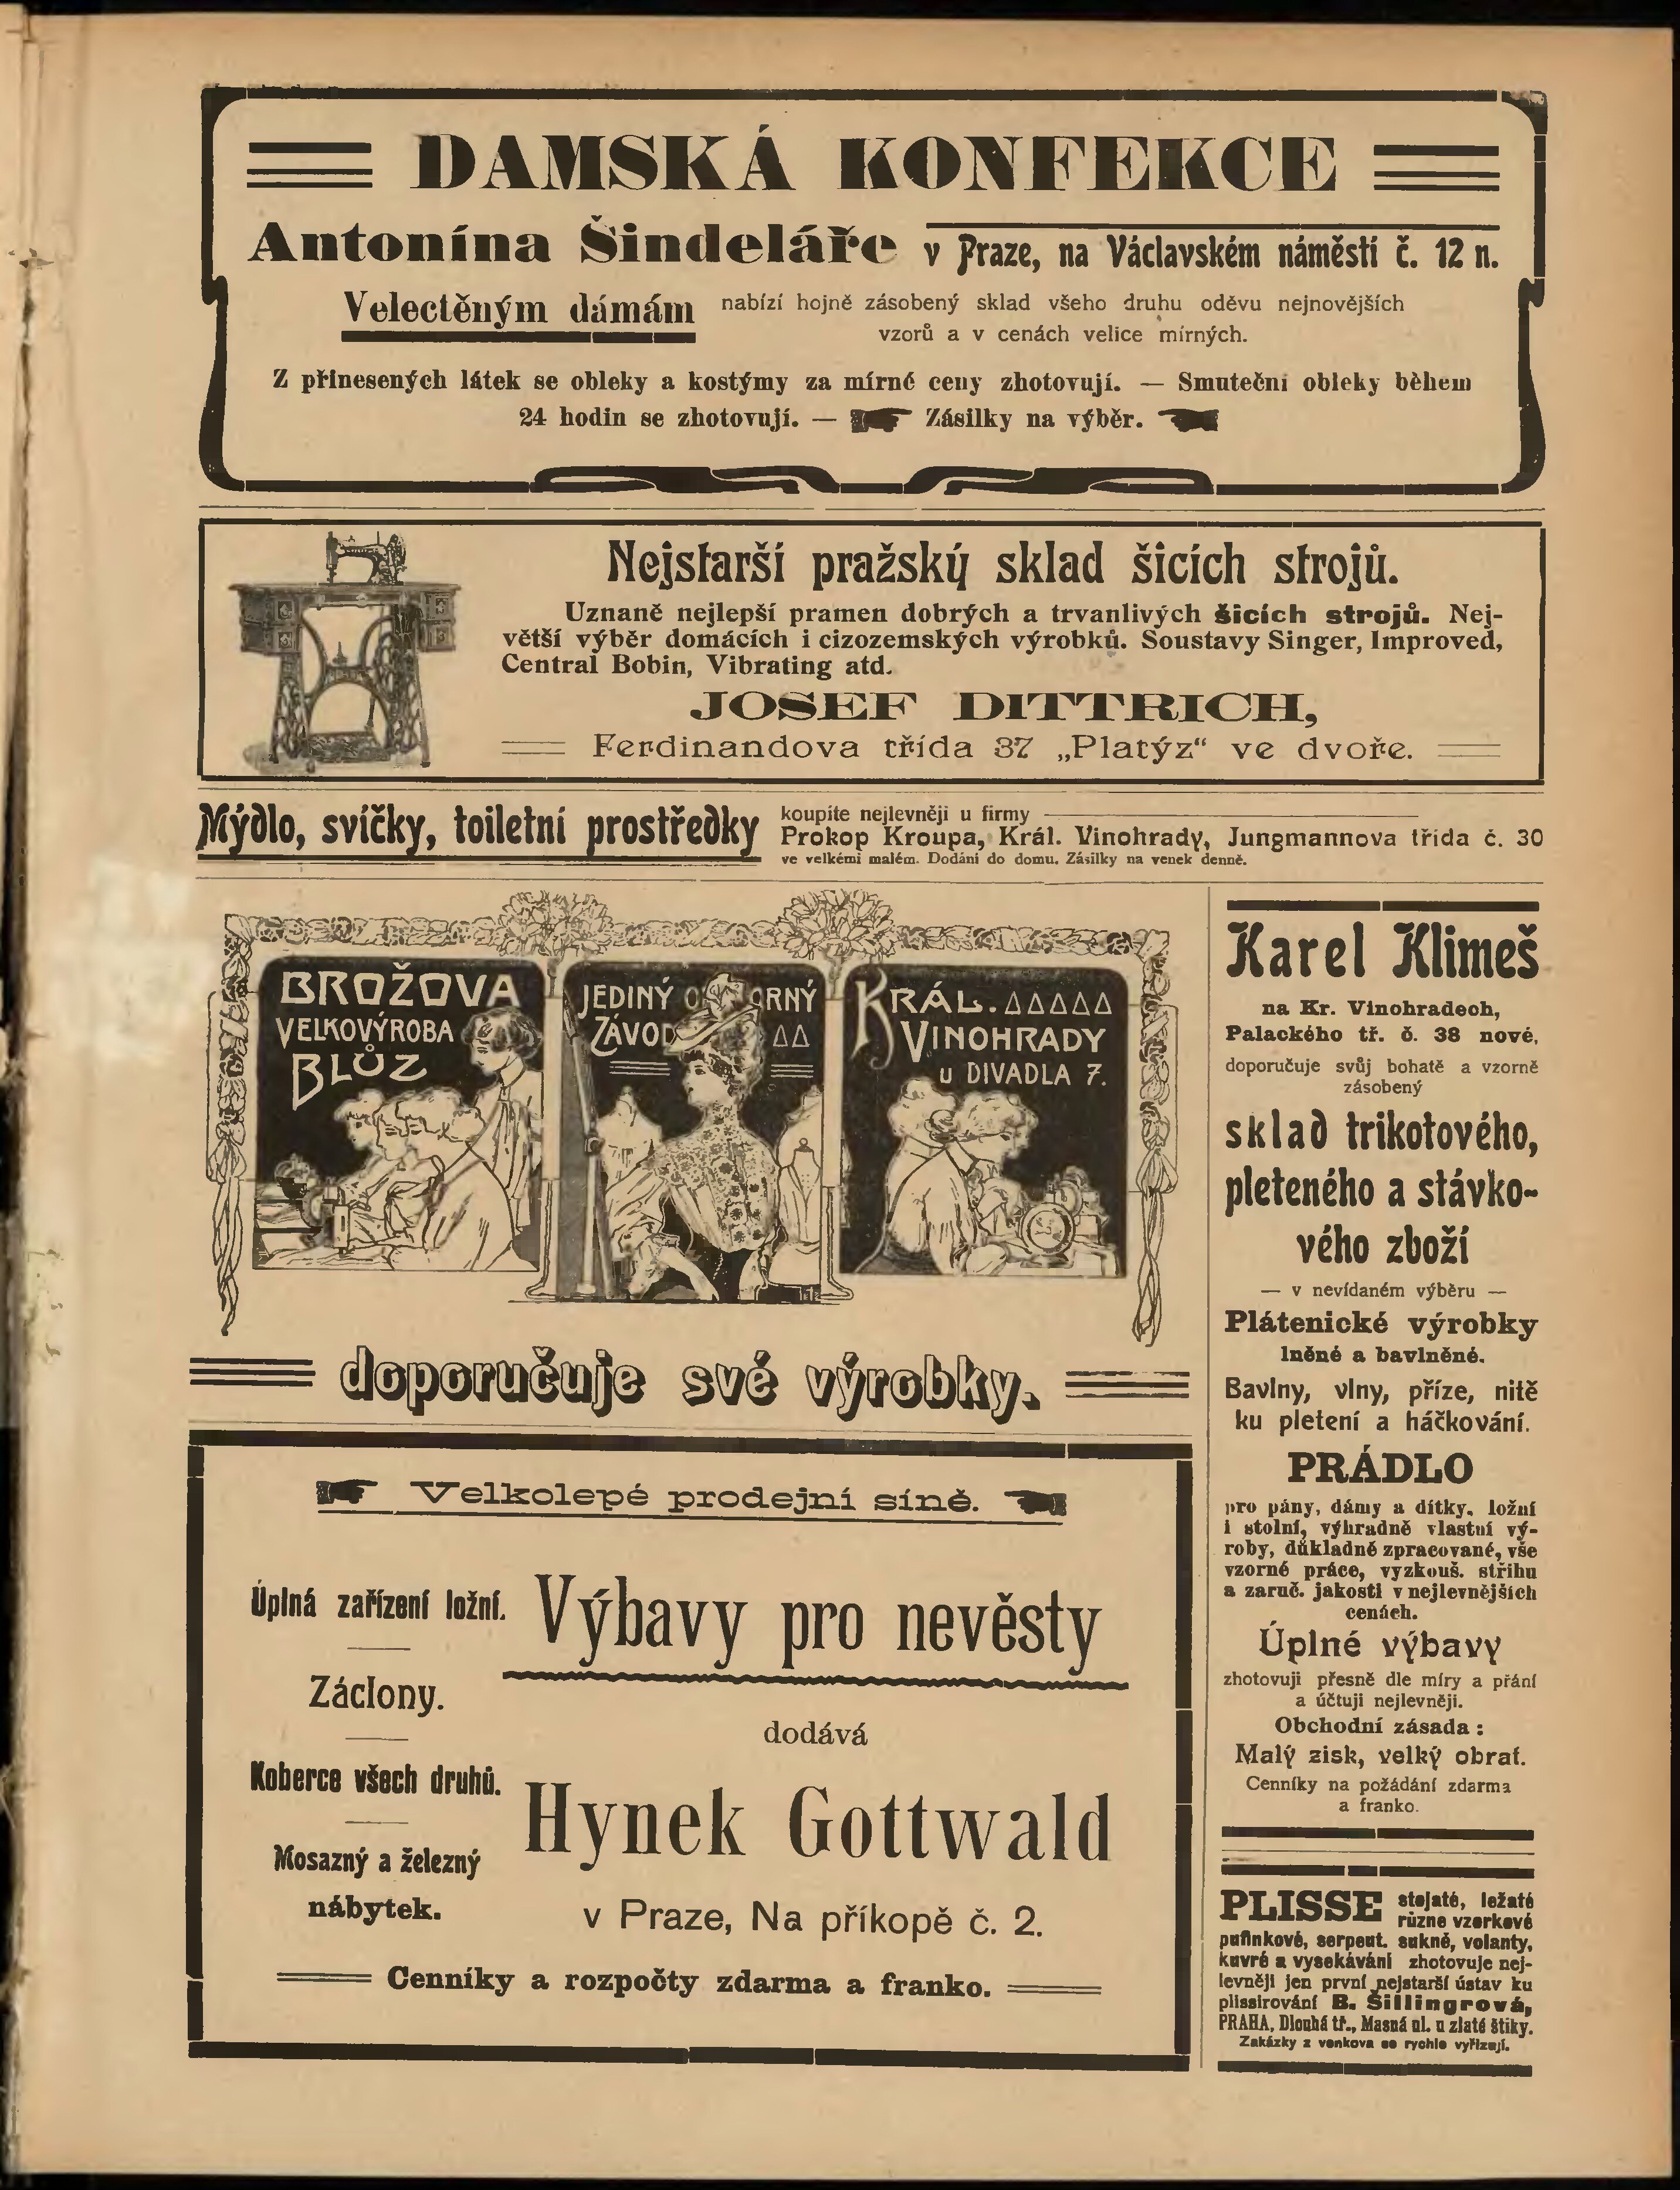 DAMSKÁ KONFEKCE
Antonína Šindeláře v Praze, na Václavském náměstí č. 12 n.
Velectěným dámám nabízí hojně zásobený sklad všeho druhu oděvu nejnovějších
vzorů a v cenách velice mírných.
Z přinesených látek se obleky a kostýmy za mírné ceny zhotovují. — Smuteční obleky během
24 hodin se zhotovují. — Zásilky na výběr.
Nejstarší pražský sklad šicích strojů.
Uznaně nejlepší pramen dobrých a trvanlivých šicích strojů. Nej-
větší výběr domácích i cizozemských výrobků. Soustavy Singer, Improved,
Central Bobin, Vibrating atd.
JOSEF DITTRICH,
Ferdinandova třída 37 „Platýz“ ve dvoře.
Mýdlo, svíčky, toiletní prostředky
koupíte nejlevněji u firmy
Prokop Kroupa, Král. Vinohrady, Jungmannova třída č. 30
ve velkém i malém. Dodání do domu. Zásilky na venek denně.
BROŽOVA
VELKOVÝROBA
BLŮZ
JEDINÝ O RNÝ
ZÁVOD
KRÁL.
VINOHRADY
U DIVADLA 7.
doporučuje své výrobky.
Velkolepé prodejní síně.
Úplná zařízení ložní.
Záclony.
Koberce všech druhů.
Mosazný a železný
nábytek.
Výbavy pro nevěsty
dodává
Hynek Gottwald
v Praze, Na příkopě č. 2.
Cenníky a rozpočty zdarma a franko.
Karel Klimeš
na Kr. Vinohradech,
Palackého tř. č. 38 nové,
doporučuje svůj bohatě a vzorně
zásobený
sklad trikotového,
pleteného a stávko-
vého zboží
— v nevídaném výběru —
Plátenické výrobky
lněné a bavlněné.
Bavlny, vlny, příze, nitě
ku pletení a háčkování.
PRÁDLO
pro pány, dámy a dítky, ložní
i stolní, výhradně vlastní vý-
roby, důkladně zpracované, vše
vzorné práce, vyzkouš. střihu
a zaruč. jakosti v nejlevnějších
cenách.
Úplné výbavy
zhotovuji přesně dle míry a přání
a účtuji nejlevněji.
Obchodní zásada:
Malý zisk, velký obrat.
Cenníky na požádání zdarma
a franko.
PLISSE stojaté, ležaté
různe vzorkové
pufinkové, serpent. sukně, volanty,
kuvré a vysekávání zhotovuje nej-
levněji jen první nejstarší ústav ku
plissirování B. Šillingrová,
PRAHA, Dlouhá tř., Masná ul. u zlaté štiky.
Zakázky z venkova se rychle vyřizují.